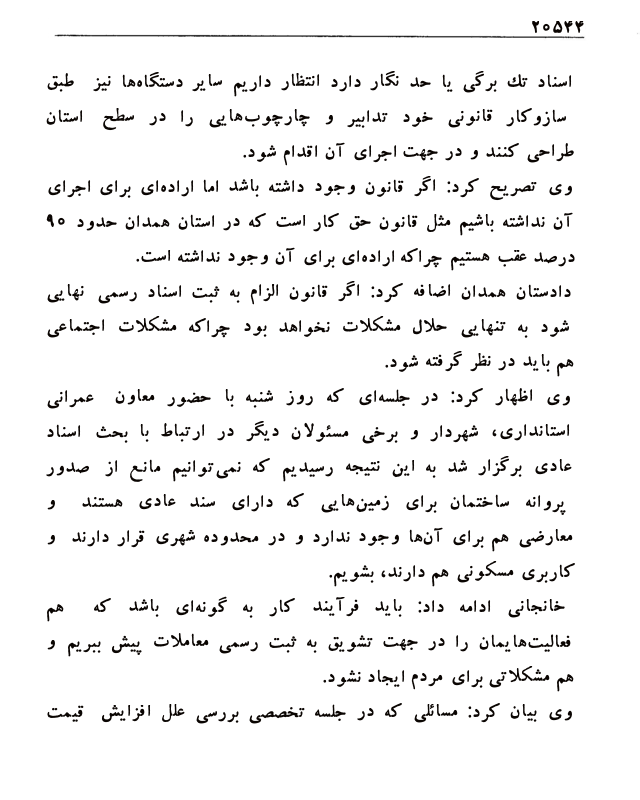 ۲۰۵۴۴
اسناد تك برگی یا حد نگار دارد انتظار داریم سایر دستگاه‌ها نیز طبق
سازوکار قانونی خود تدابیر و چارچوب‌هایی را در سطح استان
طراحی کنند و در جهت اجرای آن اقدام شود.
وی تصریح کرد: اگر قانون وجود داشته باشد اما اراده‌ای برای اجرای
آن نداشته باشیم مثل قانون حق کار است که در استان همدان حدود ۹۰
درصد عقب هستیم چراکه اراده‌ای برای آن وجود نداشته است.
دادستان همدان اضافه کرد: اگر قانون الزام به ثبت اسناد رسمی نهایی
شود به تنهایی حلال مشکلات نخواهد بود چراکه مشکلات اجتماعی
هم باید در نظر گرفته شود.
وی اظهار کرد: در جلسه‌ای که روز شنبه با حضور معاون عمرانی
استانداری، شهردار و برخی مسئولان دیگر در ارتباط با بحث اسناد
عادی برگزار شد به این نتیجه رسیدیم که نمی‌توانیم مانع از صدور
پروانه ساختمان برای زمین‌هایی که دارای سند عادی هستند و
معارضی هم برای آن‌ها وجود ندارد و در محدوده شهری قرار دارند و
کاربری مسکونی هم دارند، بشویم.
خانجانی ادامه داد: باید فرآیند کار به گونه‌ای باشد که هم
فعالیت‌هایمان را در جهت تشویق به ثبت رسمی معاملات پیش ببریم و
هم مشکلاتی برای مردم ایجاد نشود.
وی بیان کرد: مسائلی که در جلسه تخصصی بررسی علل افزایش قیمت